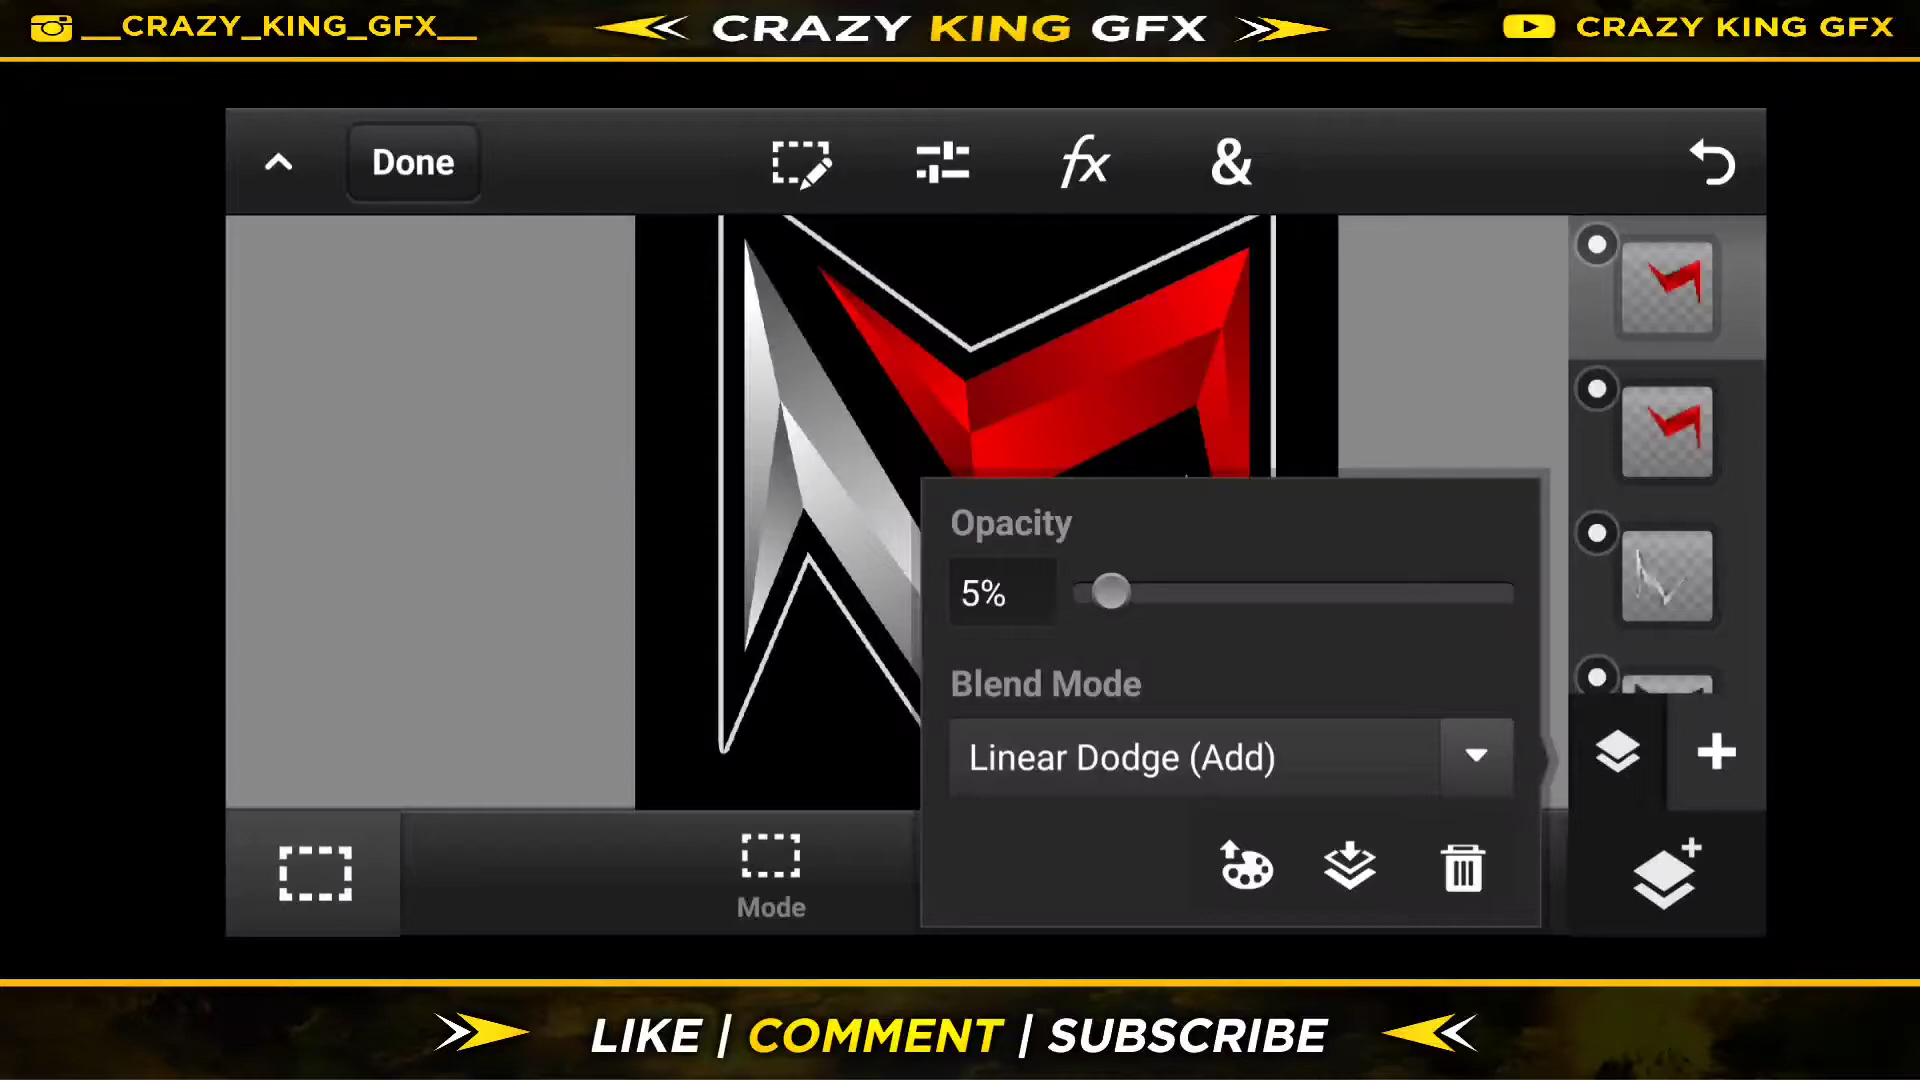 __CRAZY_KING_GFX__
CRAZY KING GFX
CRAZY KING GFX
Done
fx
&
Opacity
5%
Blend Mode
Linear Dodge (Add)
Mode
LIKE | COMMENT | SUBSCRIBE